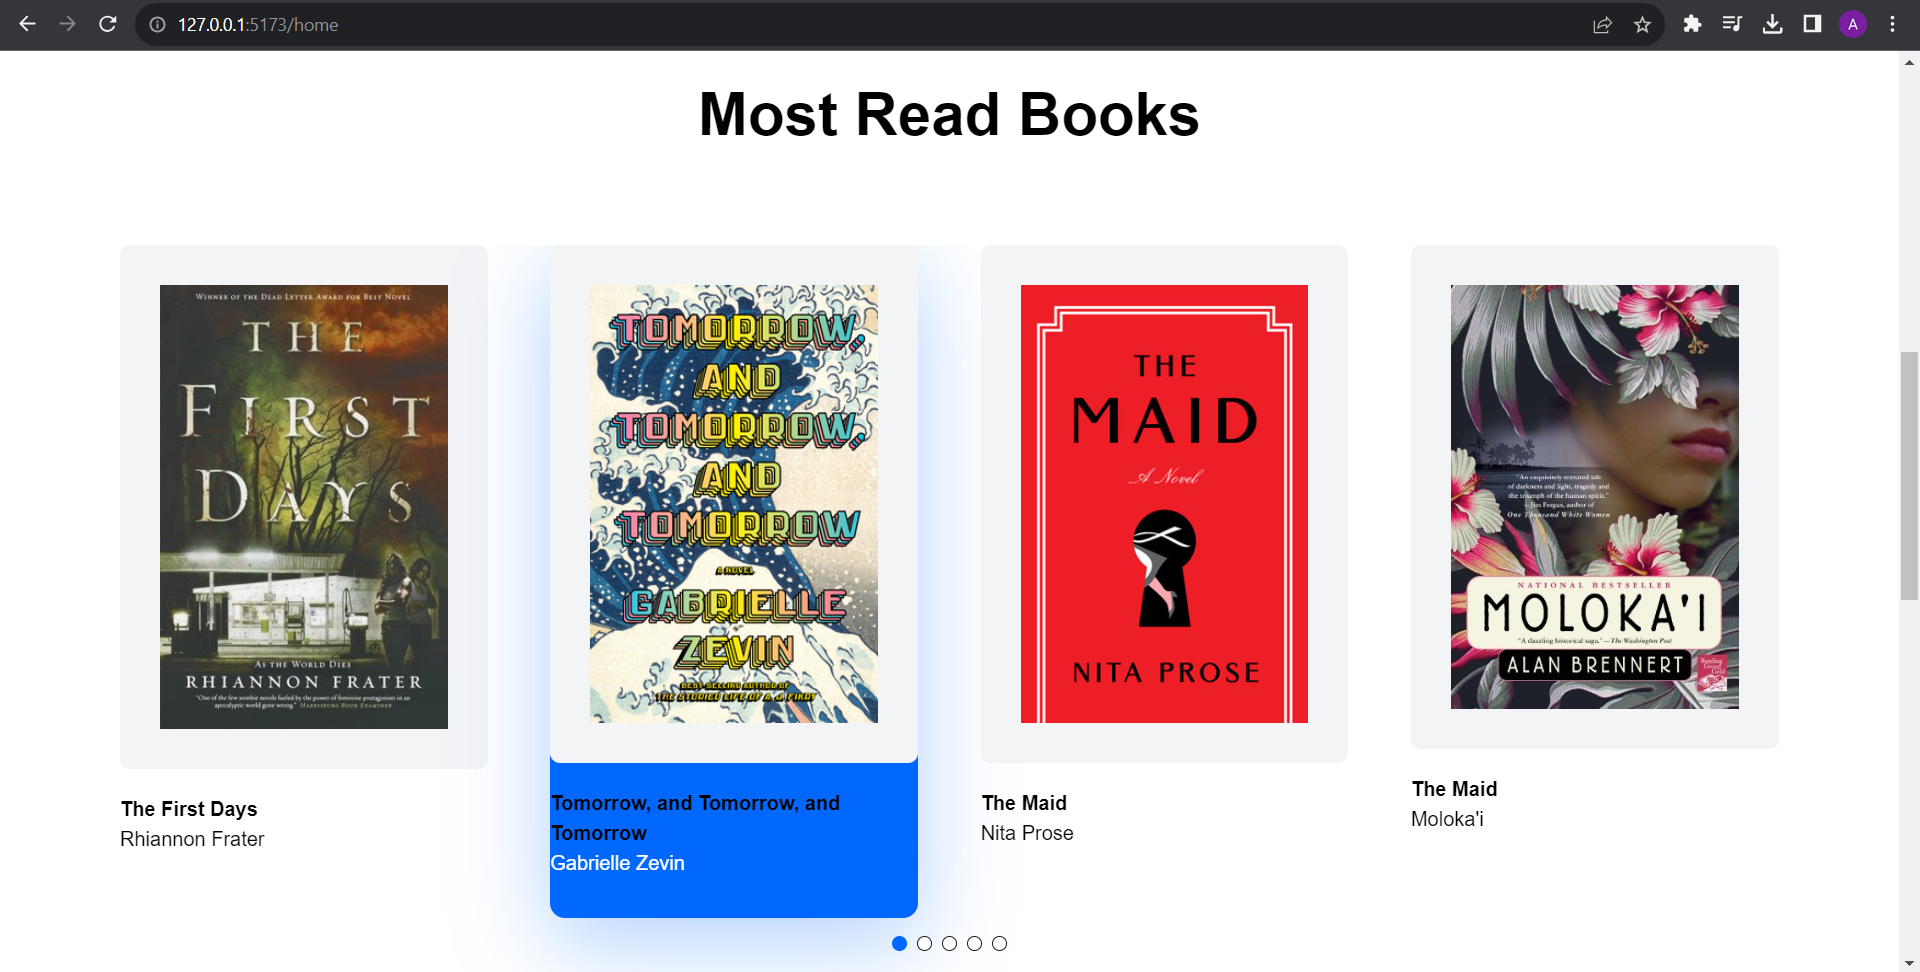 127.0.0.1:5173/home
A
Most Read Books
WINNER OF THE DEAD LETTER AWARD FOR BEST NOVEL
THE
FIRST
DAYS
AS THE WORLD DIES
RHIANNON FRATER
"One of the few zombie novels fueled by the power of feminine protagonists in an
apocalyptic world gone wrong." HARRISBURG BOOK EXAMINER
The First Days
Rhiannon Frater
TOMORROW,
AND
TOMORROW,
AND
TOMORROW
A NOVEL
GABRIELLE
ZEVIN
BEST-SELLING AUTHOR OF
THE STORIED LIFE OF A. J. FIKRY
Tomorrow, and Tomorrow, and
Tomorrow
Gabrielle Zevin
THE
MAID
A Novel
NITA PROSE
The Maid
Nita Prose
"An exquisitely textured tale
of darkness and light, tragedy and
the triumph of the human spirit."
—Jim Fergus, author of
One Thousand White Women
NATIONAL BESTSELLER
MOLOKA'I
"A dazzling historical saga." —The Washington Post
ALAN BRENNERT
Reading
Group
Gold
The Maid
Moloka'i